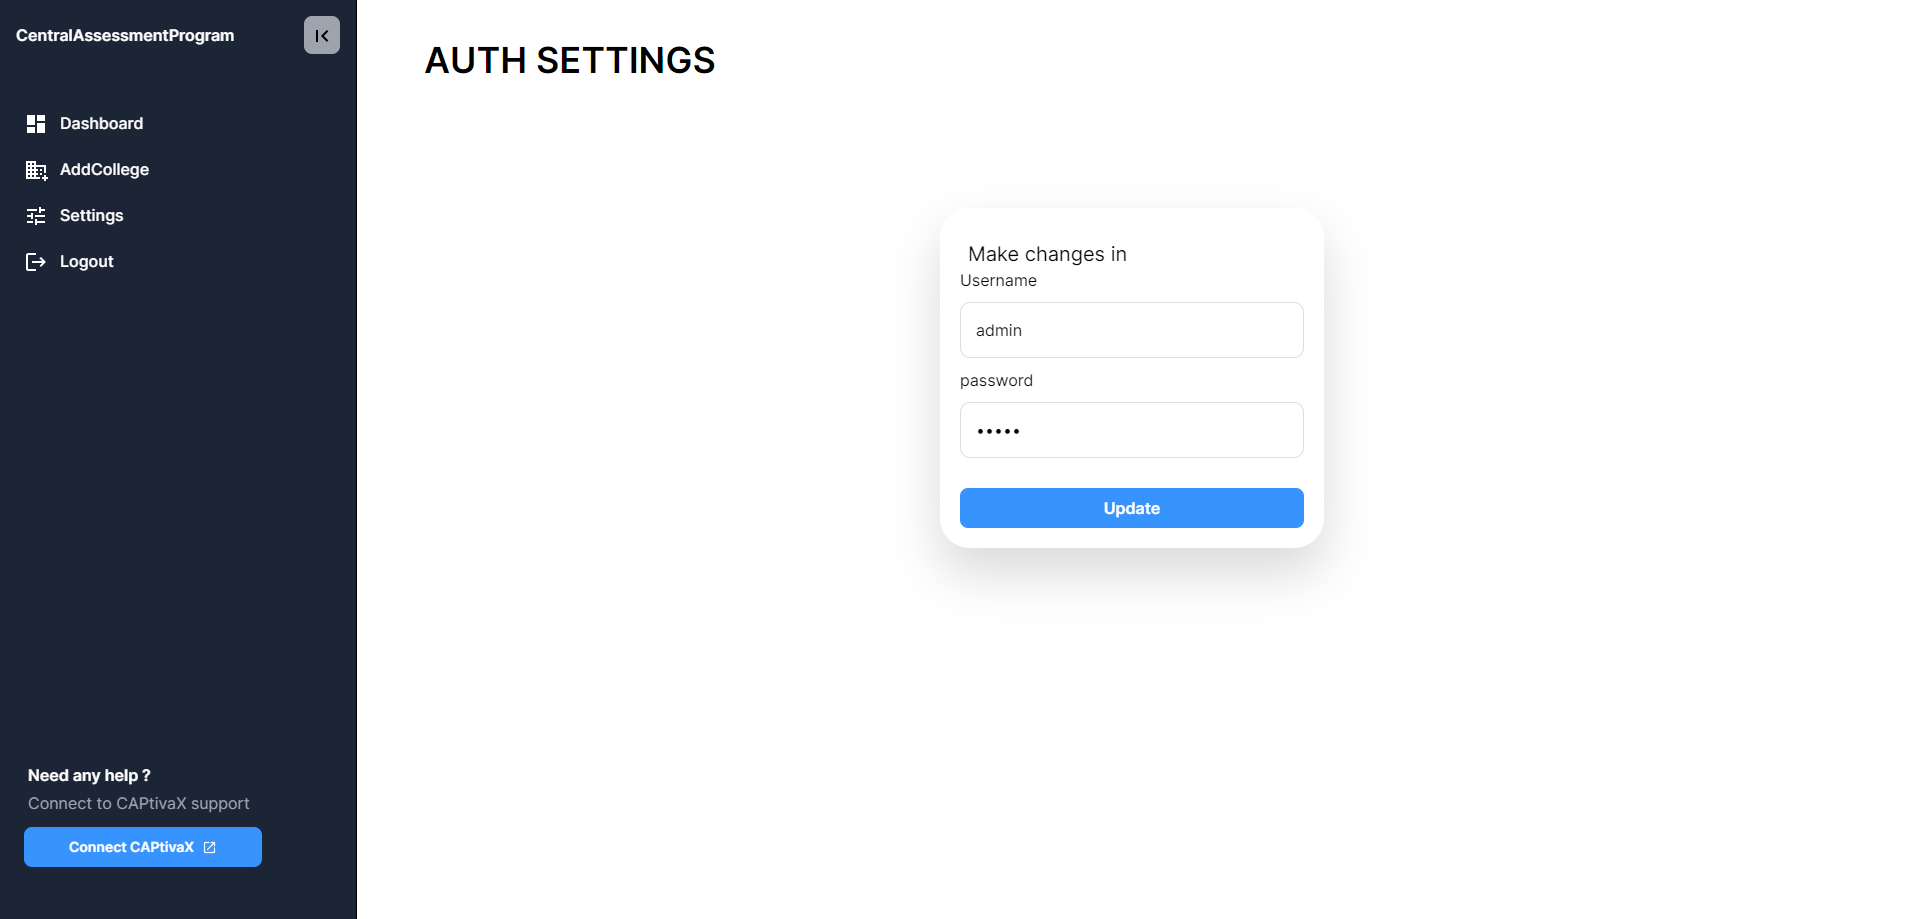 CentralAssessmentProgram
Dashboard
AddCollege
Settings
Logout
Need any help ?
Connect to CAPtivaX support
Connect CAPtivaX
AUTH SETTINGS
Make changes in
Username
admin
password
•••••
Update